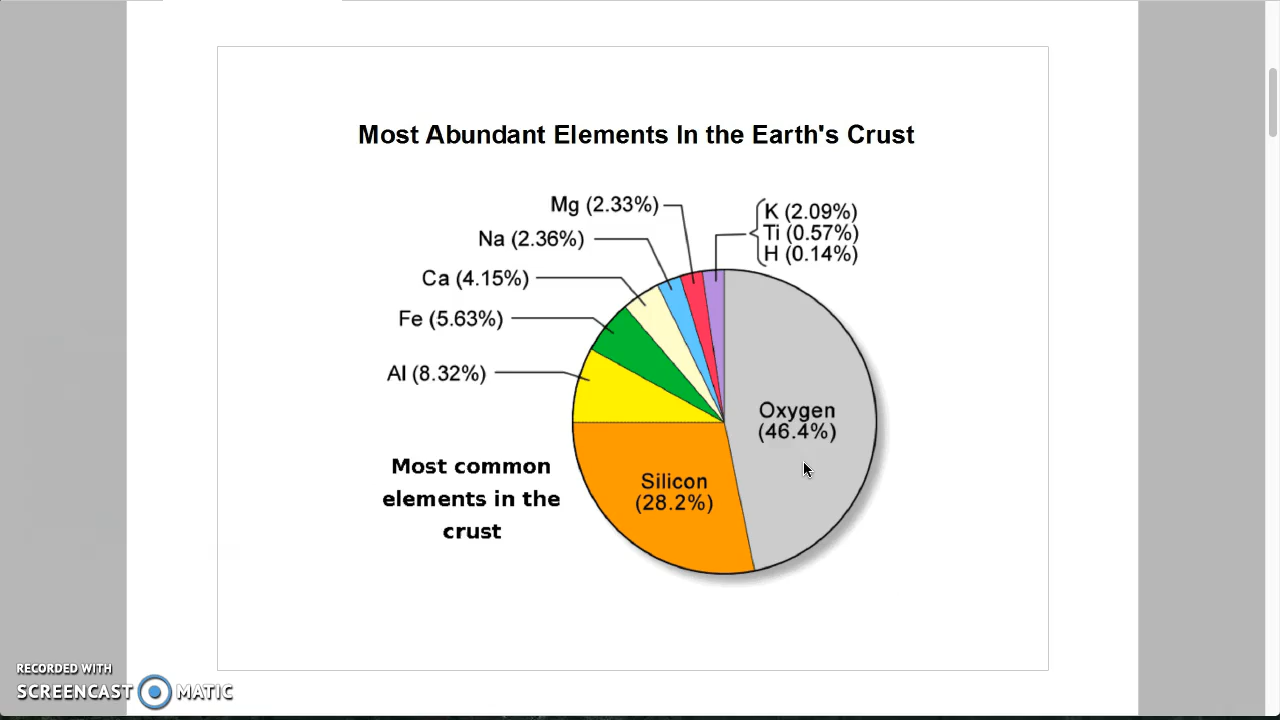 Most Abundant Elements In the Earth's Crust
Mg (2.33%)
K (2.09%)
Ti (0.57%)
H (0.14%)
Na (2.36%)
Ca (4.15%)
Fe (5.63%)
Al (8.32%)
Oxygen
(46.4%)
Silicon
(28.2%)
Most common
elements in the
crust
RECORDED WITH
SCREENCAST MATIC